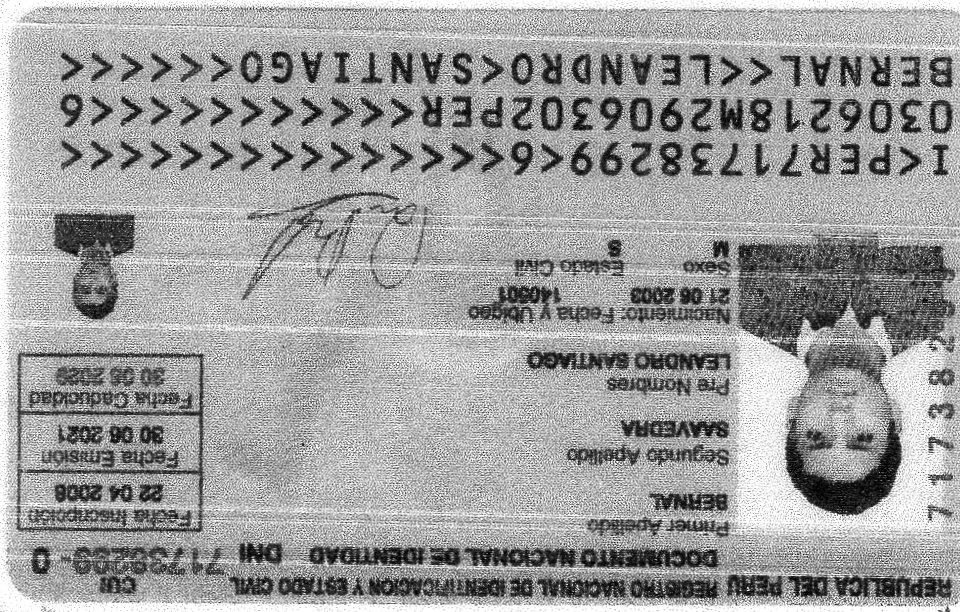 REPUBLICA DEL PERU REGISTRO NACIONAL DE IDENTIFICACION Y ESTADO CIVIL
DOCUMENTO NACIONAL DE IDENTIDAD DNI
CUI
71738299-0
Primer Apellido
BERNAL
Segundo Apellido
SAAVEDRA
Pre Nombres
LEANDRO SANTIAGO
Nacimiento: Fecha y Ubigeo
21 06 2003 140501
Sexo Estado Civil
M S
Fecha Inscripción
22 04 2008
Fecha Emisión
30 06 2021
Fecha Caducidad
30 06 2029
71738299
I<PER71738299<6<<<<<<<<<<<<<<<
0306218M2906302PER<<<<<<<<<<<6
BERNAL<<LEANDRO<SANTIAGO<<<<<<